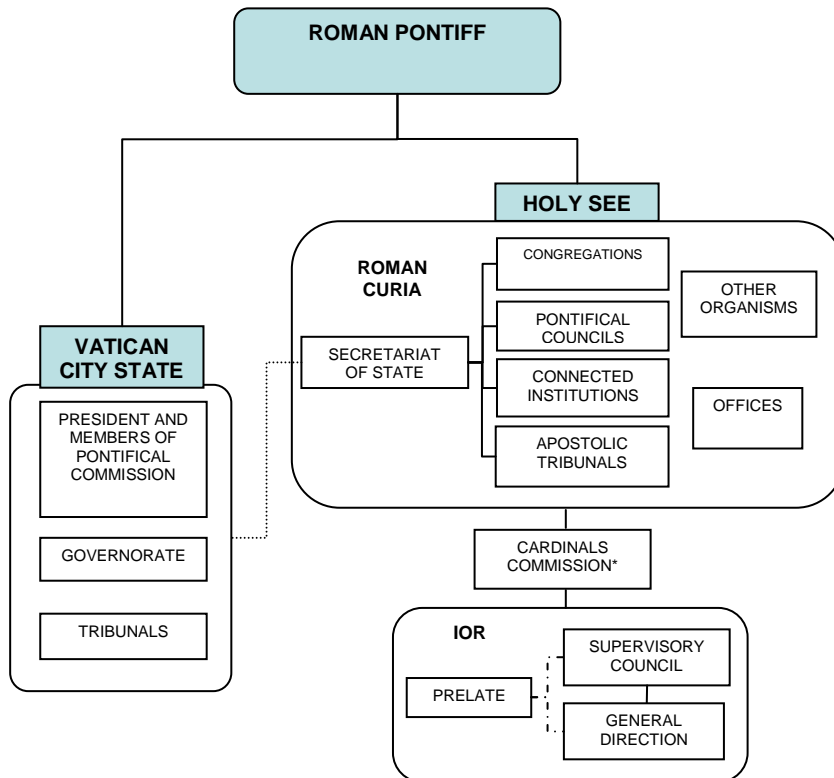 ROMAN PONTIFF
HOLY SEE
ROMAN
CURIA
CONGREGATIONS
OTHER
ORGANISMS
PONTIFICAL
COUNCILS
SECRETARIAT
OF STATE
CONNECTED
INSTITUTIONS
OFFICES
APOSTOLIC
TRIBUNALS
VATICAN
CITY STATE
PRESIDENT AND
MEMBERS OF
PONTIFICAL
COMMISSION
GOVERNORATE
TRIBUNALS
CARDINALS
COMMISSION*
IOR
SUPERVISORY
COUNCIL
PRELATE
GENERAL
DIRECTION